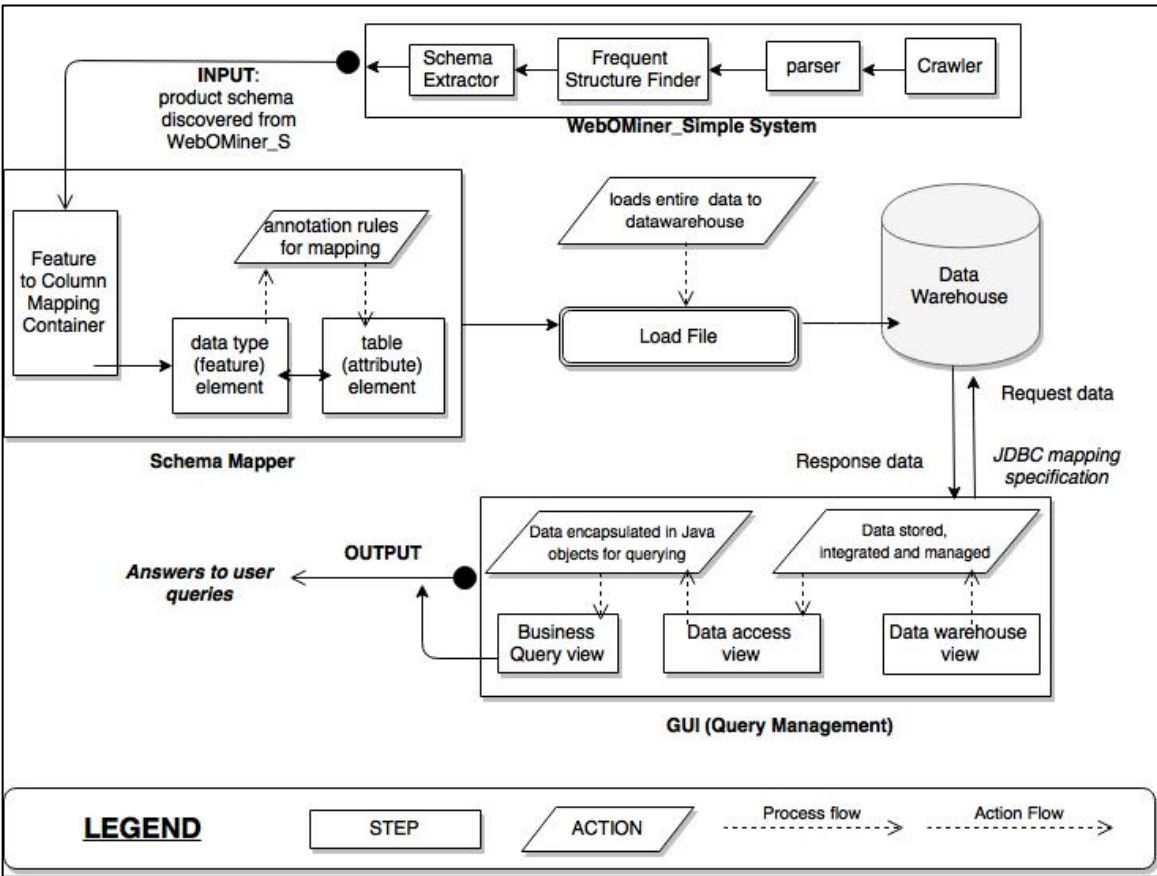 Schema
Extractor
Frequent
Structure Finder
parser
Crawler
WebOMiner_Simple System
INPUT:
product schema
discovered from
WebOMiner_S
Feature
to Column
Mapping
Container
annotation rules
for mapping
data type
(feature)
element
table
(attribute)
element
Schema Mapper
loads entire data to
datawarehouse
Load File
Data
Warehouse
Request data
Response data
JDBC mapping
specification
Data encapsulated in Java
objects for querying
Data stored,
integrated and managed
OUTPUT
Answers to user
queries
Business
Query view
Data access
view
Data warehouse
view
GUI (Query Management)
LEGEND
STEP
ACTION
Process flow
Action Flow